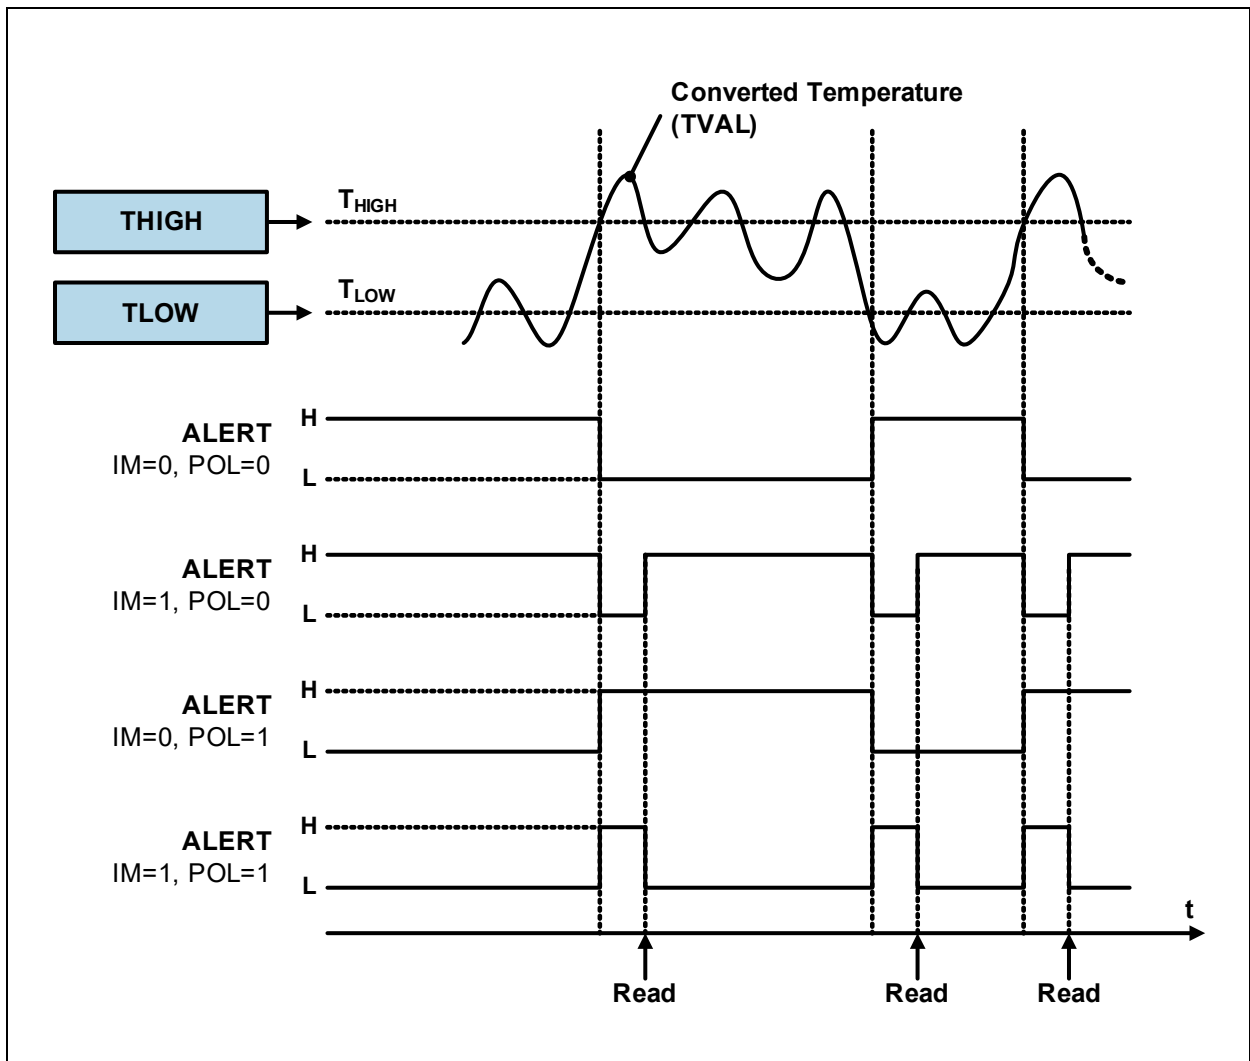 Converted Temperature
(TVAL)
THIGH
THIGH
TLOW
TLOW
ALERT
IM=0, POL=0
H
L
ALERT
IM=1, POL=0
H
L
ALERT
IM=0, POL=1
H
L
ALERT
IM=1, POL=1
H
L
t
Read
Read
Read